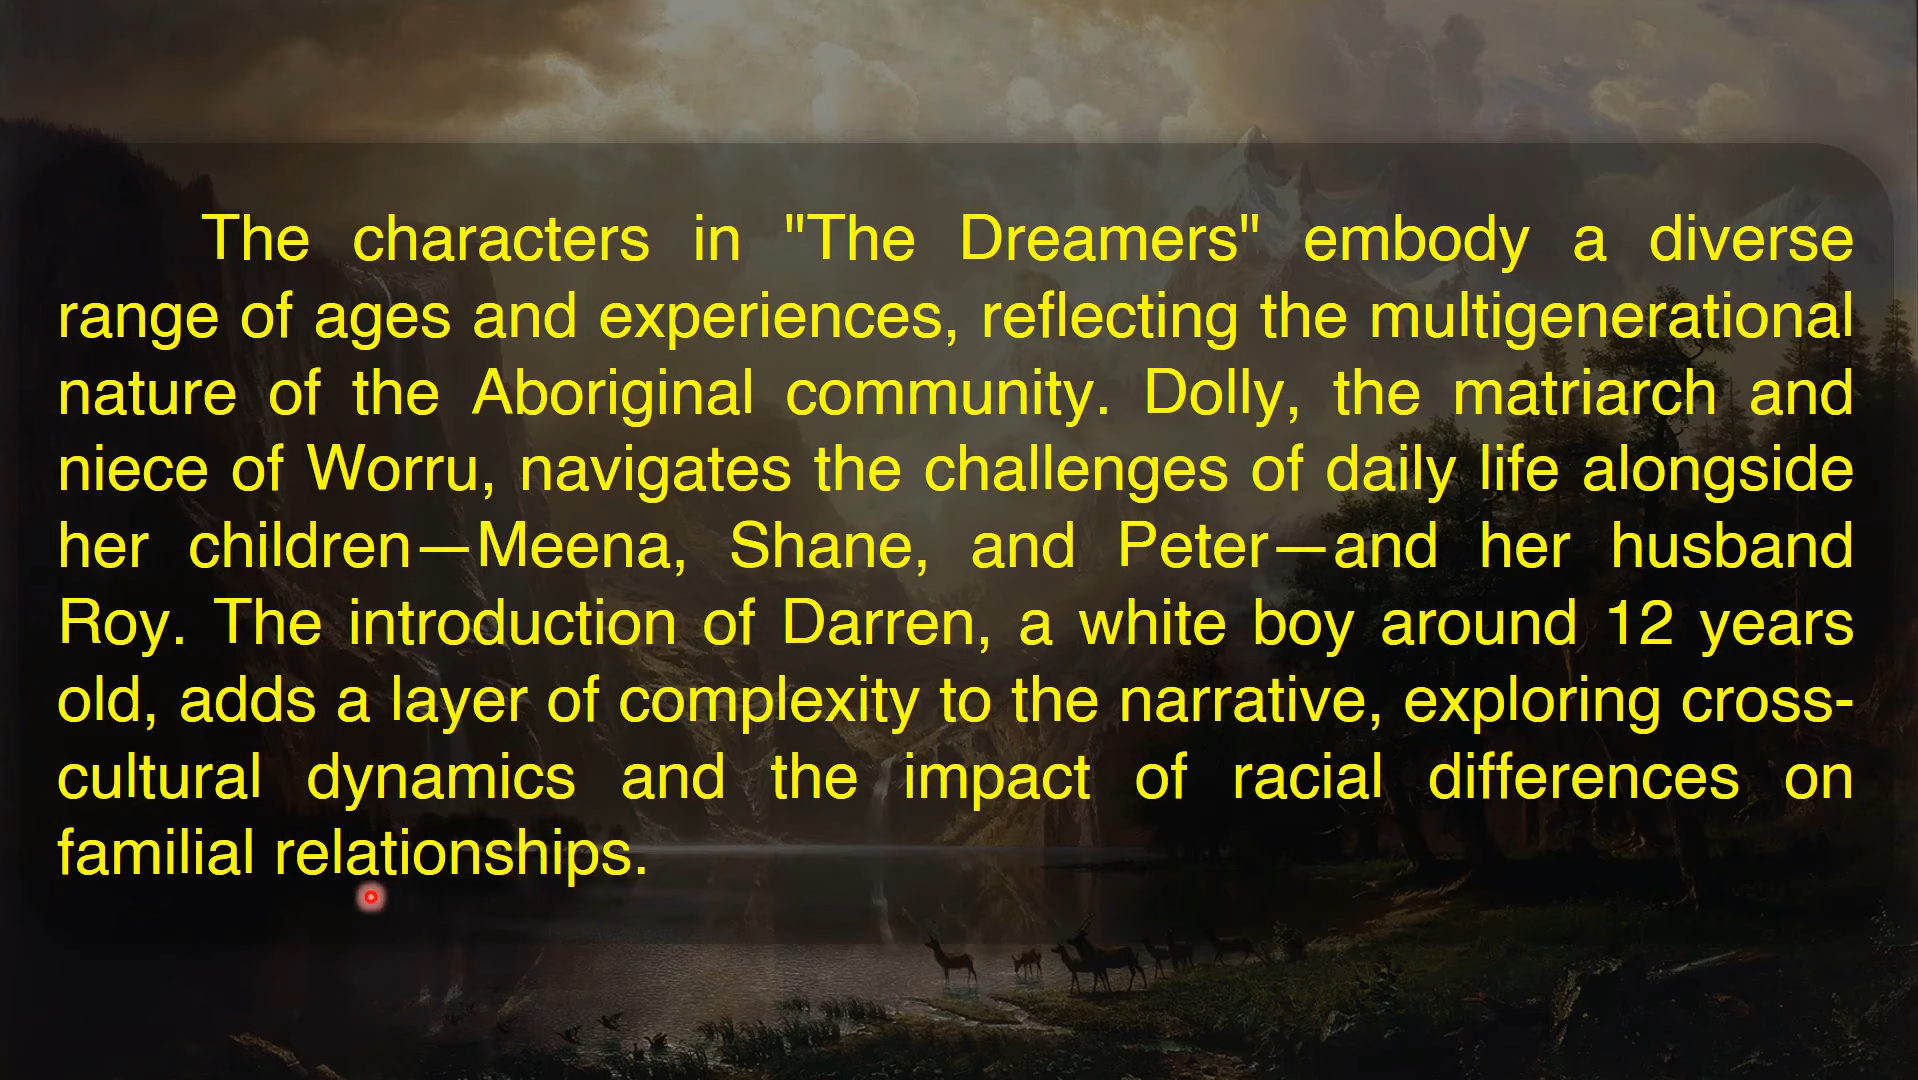 The characters in "The Dreamers" embody a diverse
range of ages and experiences, reflecting the multigenerational
nature of the Aboriginal community. Dolly, the matriarch and
niece of Worru, navigates the challenges of daily life alongside
her children—Meena, Shane, and Peter—and her husband
Roy. The introduction of Darren, a white boy around 12 years
old, adds a layer of complexity to the narrative, exploring cross-
cultural dynamics and the impact of racial differences on
familial relationships.